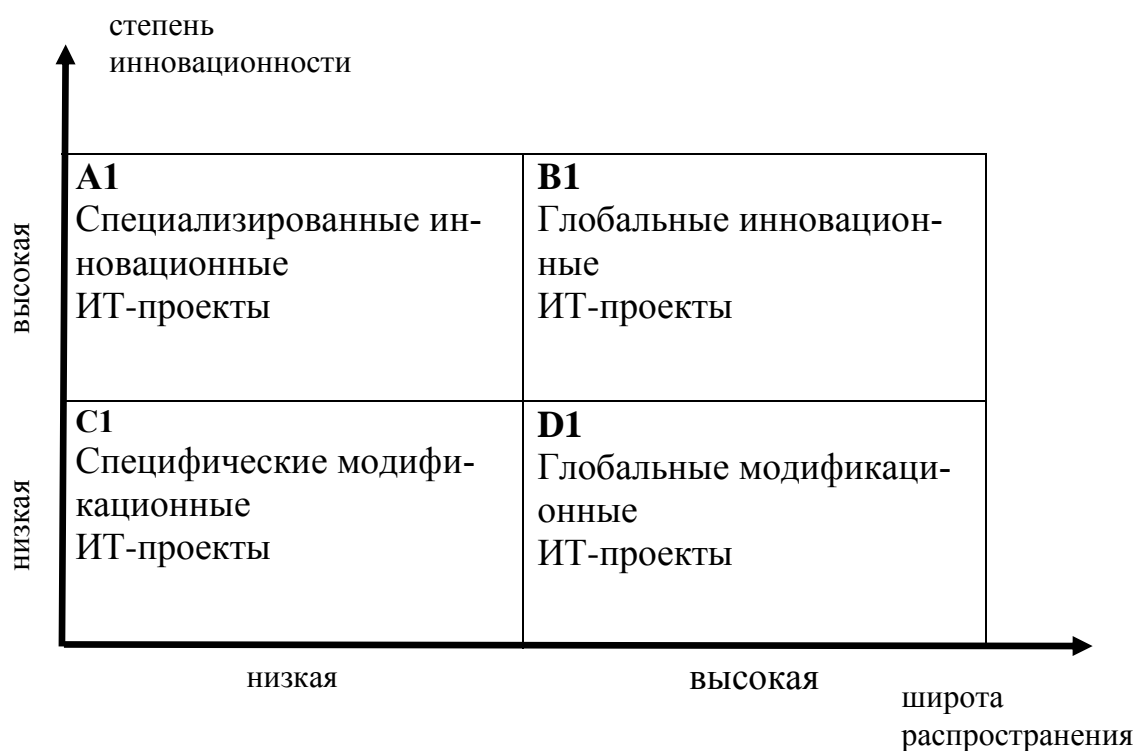 степень
инновационности
высокая
A1
Специализированные ин-
новационные
ИТ-проекты
B1
Глобальные инновацион-
ные
ИТ-проекты
низкая
C1
Специфические модифи-
кационные
ИТ-проекты
D1
Глобальные модификаци-
онные
ИТ-проекты
низкая
высокая
широта
распространения